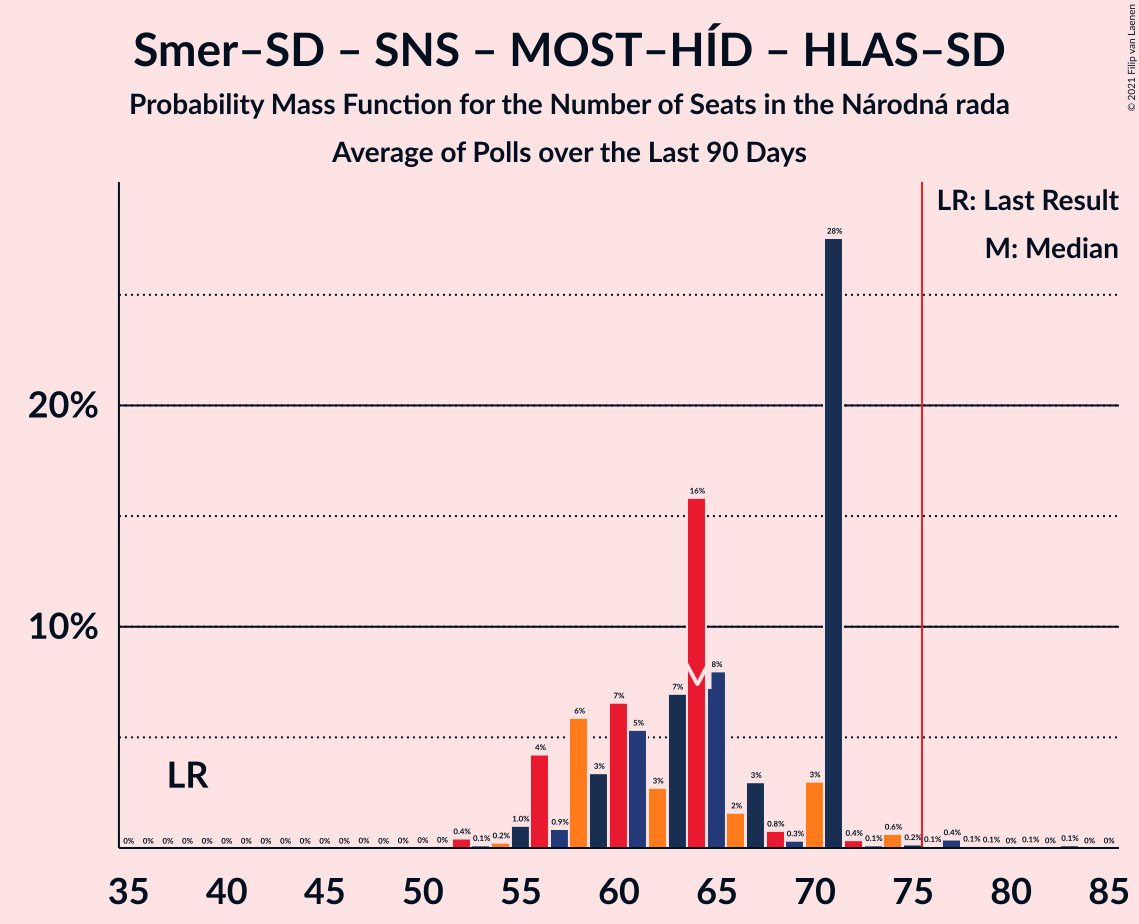 Smer–SD – SNS – MOST–HÍD – HLAS–SD
Probability Mass Function for the Number of Seats in the Národná rada
Average of Polls over the Last 90 Days
© 2021 Filip van Laenen
LR: Last Result
M: Median
20%
10%
LR
M
0% 0% 0% 0% 0% 0% 0% 0% 0% 0% 0% 0% 0% 0% 0% 0% 0% 0.4% 0.1% 0.2% 1.0% 4% 0.9% 6% 3% 7% 5% 3% 7% 16% 8% 2% 3% 0.8% 0.3% 3% 28% 0.4% 0.1% 0.6% 0.2% 0.1% 0.4% 0.1% 0.1% 0% 0.1% 0% 0.1% 0% 0%
35 40 45 50 55 60 65 70 75 80 85